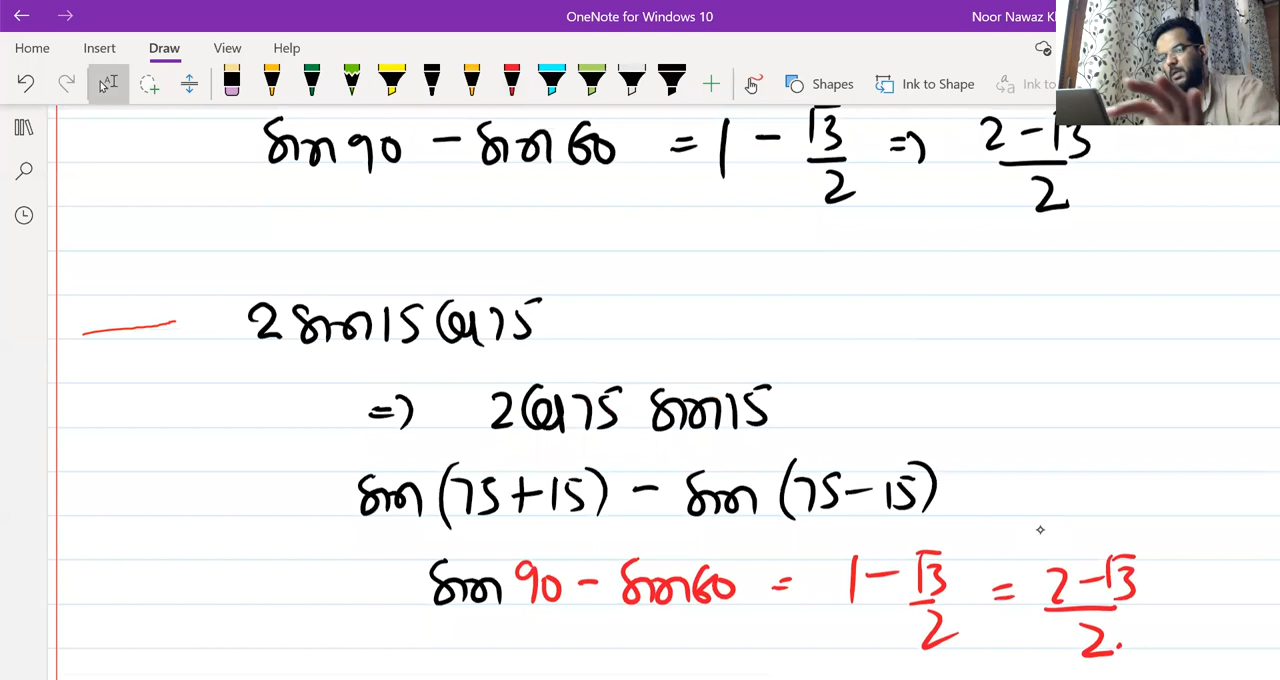 OneNote for Windows 10
Noor Nawaz K
Home Insert Draw View Help
Shapes Ink to Shape Ink to
sin 90 - sin 60 = 1 - √3/2 => 2-√3/2
2 sin 15 Cos 75
=> 2 Cos 75 sin 15
sin (75+15) - sin (75-15)
sin 90 - sin 60 = 1 - √3/2 = 2-√3/2.